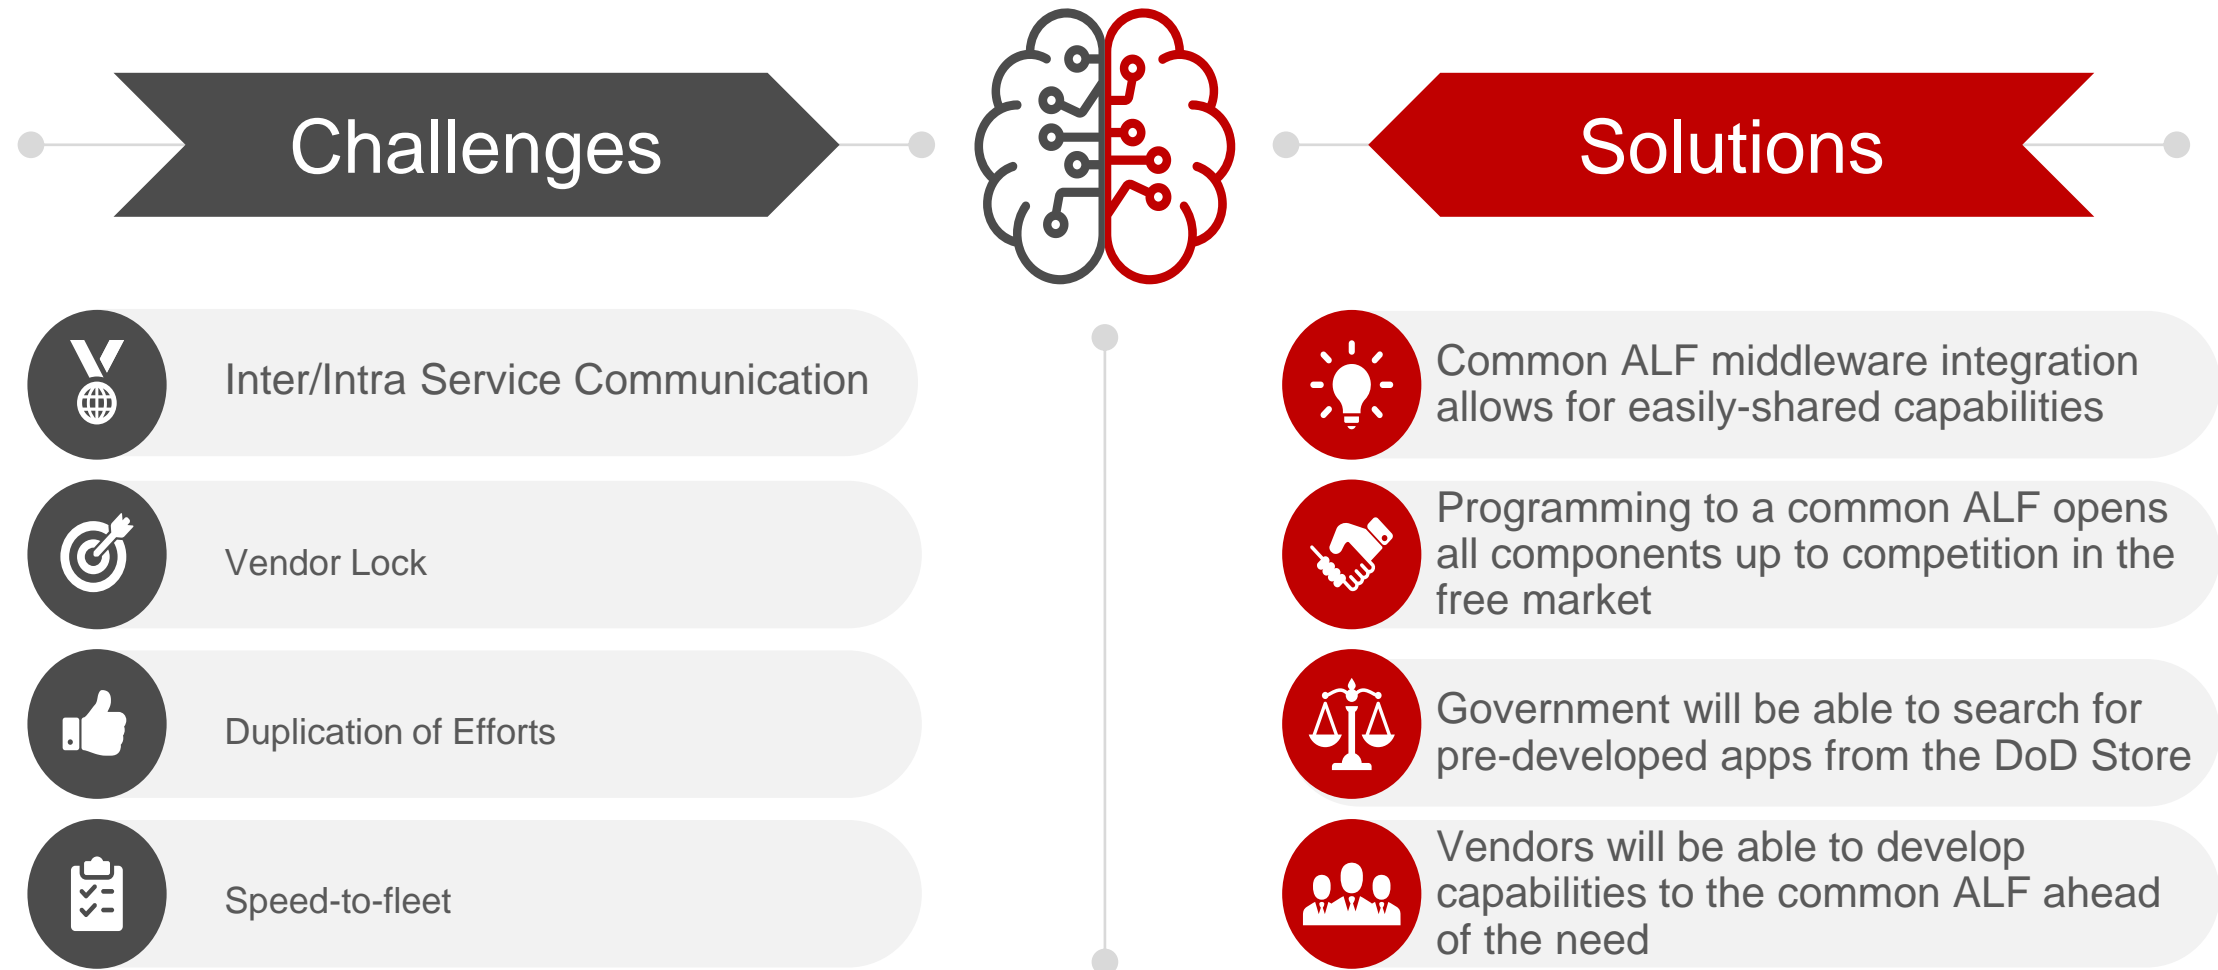 Challenges
Solutions
Inter/Intra Service Communication
Common ALF middleware integration
allows for easily-shared capabilities
Vendor Lock
Programming to a common ALF opens
all components up to competition in the
free market
Duplication of Efforts
Government will be able to search for
pre-developed apps from the DoD Store
Speed-to-fleet
Vendors will be able to develop
capabilities to the common ALF ahead
of the need